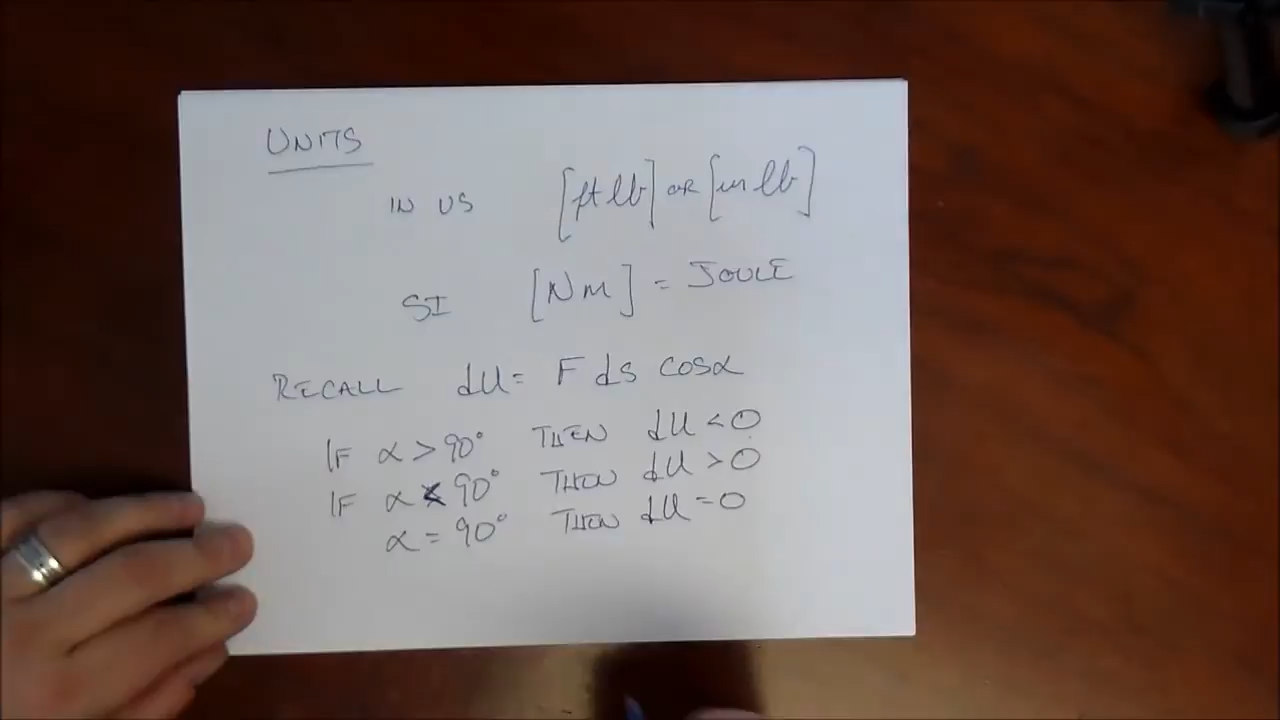 UNITS
IN US [ft lb] OR [in lb]
SI [Nm] = JOULE
RECALL dU = F ds cosα
IF α > 90° THEN dU < 0
IF α < 90° THEN dU > 0
α = 90° THEN dU = 0